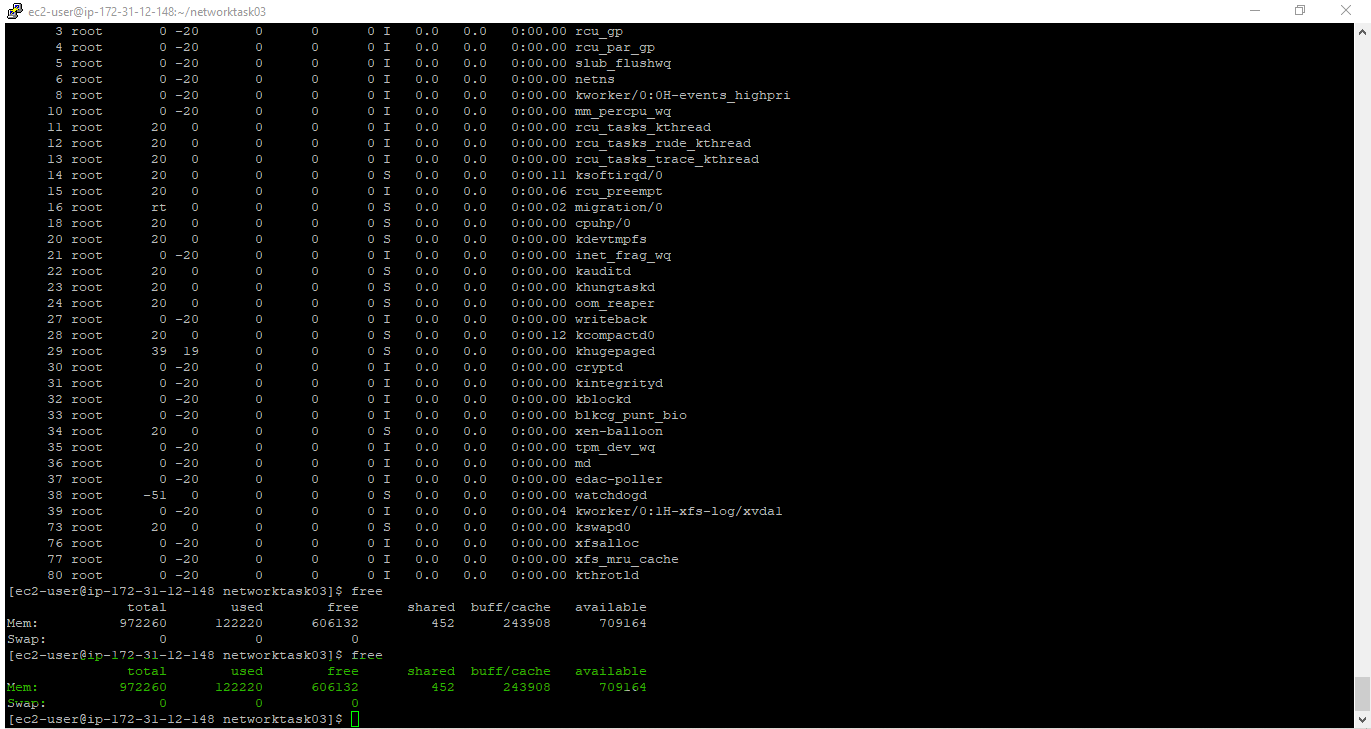 ec2-user@ip-172-31-12-148:~/networktask03
3 root 0 -20 0 0 0 I 0.0 0.0 0:00.00 rcu_gp
4 root 0 -20 0 0 0 I 0.0 0.0 0:00.00 rcu_par_gp
5 root 0 -20 0 0 0 I 0.0 0.0 0:00.00 slub_flushwq
6 root 0 -20 0 0 0 I 0.0 0.0 0:00.00 netns
8 root 0 -20 0 0 0 I 0.0 0.0 0:00.00 kworker/0:0H-events_highpri
10 root 0 -20 0 0 0 I 0.0 0.0 0:00.00 mm_percpu_wq
11 root 20 0 0 0 0 I 0.0 0.0 0:00.00 rcu_tasks_kthread
12 root 20 0 0 0 0 I 0.0 0.0 0:00.00 rcu_tasks_rude_kthread
13 root 20 0 0 0 0 I 0.0 0.0 0:00.00 rcu_tasks_trace_kthread
14 root 20 0 0 0 0 S 0.0 0.0 0:00.11 ksoftirqd/0
15 root 20 0 0 0 0 I 0.0 0.0 0:00.06 rcu_preempt
16 root rt 0 0 0 0 S 0.0 0.0 0:00.02 migration/0
18 root 20 0 0 0 0 S 0.0 0.0 0:00.00 cpuhp/0
20 root 20 0 0 0 0 S 0.0 0.0 0:00.00 kdevtmpfs
21 root 0 -20 0 0 0 I 0.0 0.0 0:00.00 inet_frag_wq
22 root 20 0 0 0 0 S 0.0 0.0 0:00.00 kauditd
23 root 20 0 0 0 0 S 0.0 0.0 0:00.00 khungtaskd
24 root 20 0 0 0 0 S 0.0 0.0 0:00.00 oom_reaper
27 root 0 -20 0 0 0 I 0.0 0.0 0:00.00 writeback
28 root 20 0 0 0 0 S 0.0 0.0 0:00.12 kcompactd0
29 root 39 19 0 0 0 S 0.0 0.0 0:00.00 khugepaged
30 root 0 -20 0 0 0 I 0.0 0.0 0:00.00 cryptd
31 root 0 -20 0 0 0 I 0.0 0.0 0:00.00 kintegrityd
32 root 0 -20 0 0 0 I 0.0 0.0 0:00.00 kblockd
33 root 0 -20 0 0 0 I 0.0 0.0 0:00.00 blkcg_punt_bio
34 root 20 0 0 0 0 S 0.0 0.0 0:00.00 xen-balloon
35 root 0 -20 0 0 0 I 0.0 0.0 0:00.00 tpm_dev_wq
36 root 0 -20 0 0 0 I 0.0 0.0 0:00.00 md
37 root 0 -20 0 0 0 I 0.0 0.0 0:00.00 edac-poller
38 root -51 0 0 0 0 S 0.0 0.0 0:00.00 watchdogd
39 root 0 -20 0 0 0 I 0.0 0.0 0:00.04 kworker/0:1H-xfs-log/xvda1
73 root 20 0 0 0 0 S 0.0 0.0 0:00.00 kswapd0
76 root 0 -20 0 0 0 I 0.0 0.0 0:00.00 xfsalloc
77 root 0 -20 0 0 0 I 0.0 0.0 0:00.00 xfs_mru_cache
80 root 0 -20 0 0 0 I 0.0 0.0 0:00.00 kthrotld
[ec2-user@ip-172-31-12-148 networktask03]$ free
total used free shared buff/cache available
Mem: 972260 122220 606132 452 243908 709164
Swap: 0 0 0
[ec2-user@ip-172-31-12-148 networktask03]$ free
total used free shared buff/cache available
Mem: 972260 122220 606132 452 243908 709164
Swap: 0 0 0
[ec2-user@ip-172-31-12-148 networktask03]$